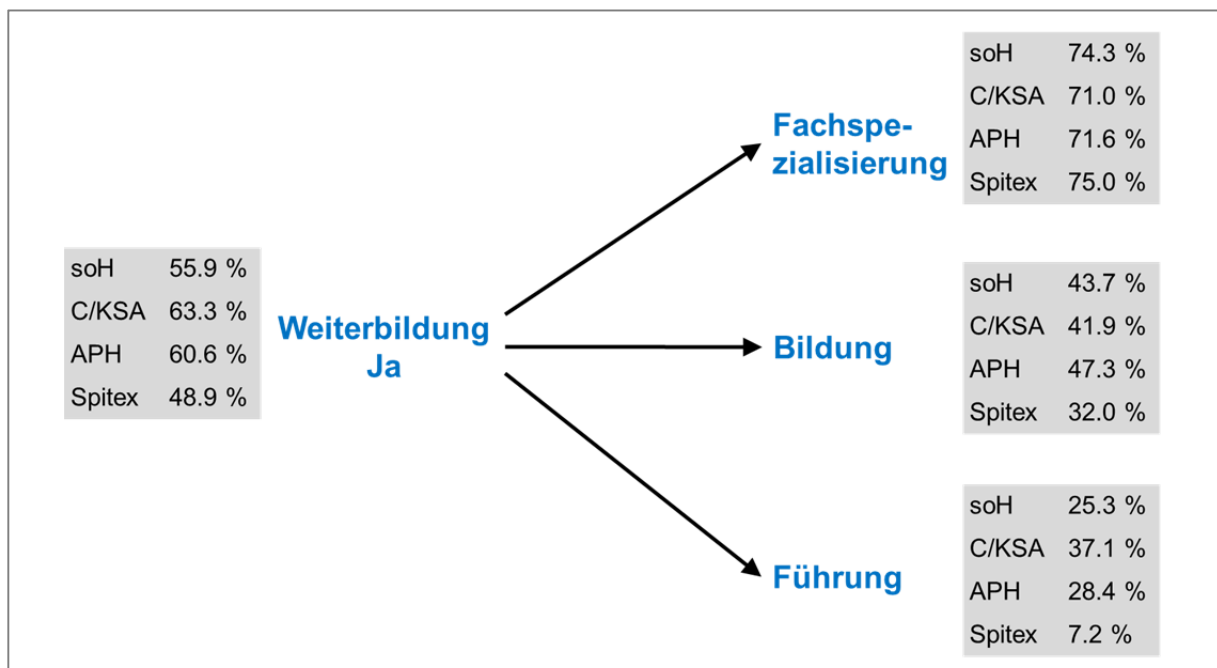 soH 55.9 %
C/KSA 63.3 %
APH 60.6 %
Spitex 48.9 %
Weiterbildung
Ja
Fachspe-
zialisierung
soH 74.3 %
C/KSA 71.0 %
APH 71.6 %
Spitex 75.0 %
Bildung
soH 43.7 %
C/KSA 41.9 %
APH 47.3 %
Spitex 32.0 %
Führung
soH 25.3 %
C/KSA 37.1 %
APH 28.4 %
Spitex 7.2 %